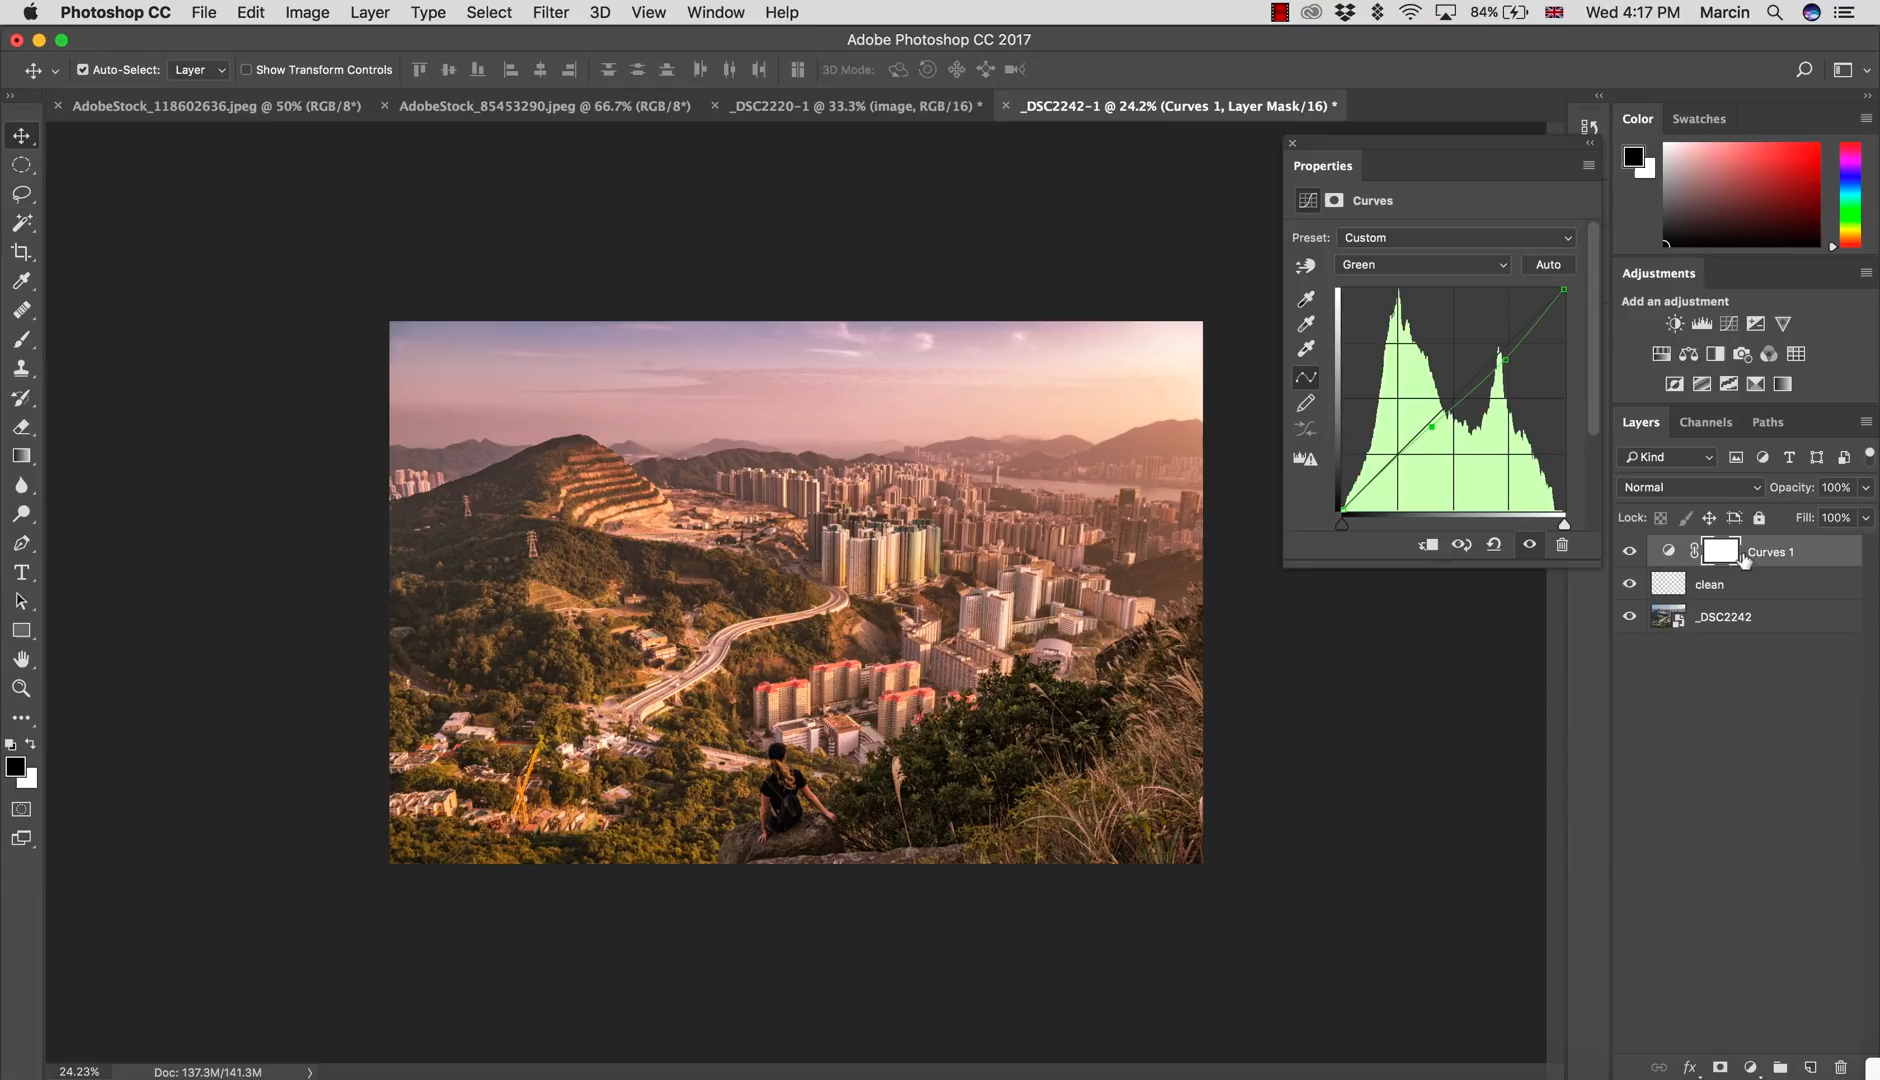 Photoshop CC File Edit Image Layer Type Select Filter 3D View Window Help 84% Wed 4:17 PM Marcin
Adobe Photoshop CC 2017
Auto-Select: Layer Show Transform Controls 3D Mode:
AdobeStock_118602636.jpeg @ 50% (RGB/8*) AdobeStock_85453290.jpeg @ 66.7% (RGB/8*) _DSC2220-1 @ 33.3% (image, RGB/16) * _DSC2242-1 @ 24.2% (Curves 1, Layer Mask/16) *
Color Swatches
Properties
Curves
Preset: Custom
Green Auto
Adjustments
Add an adjustment
Layers Channels Paths
Kind
Normal Opacity: 100%
Lock: Fill: 100%
Curves 1
clean
_DSC2242
24.23% Doc: 137.3M/141.3M
fx